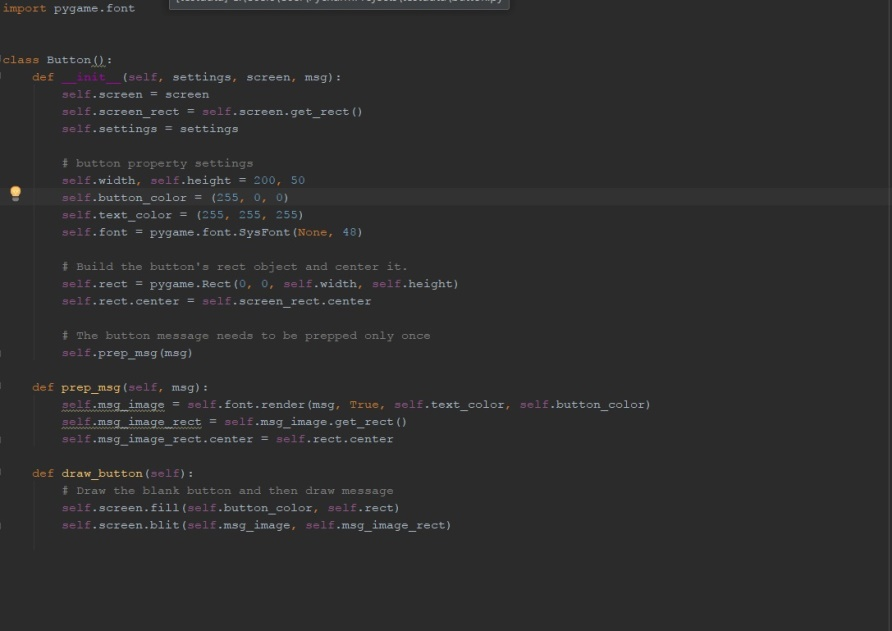 import pygame.font
class Button():
def __init__(self, settings, screen, msg):
self.screen = screen
self.screen_rect = self.screen.get_rect()
self.settings = settings
# button property settings
self.width, self.height = 200, 50
self.button_color = (255, 0, 0)
self.text_color = (255, 255, 255)
self.font = pygame.font.SysFont(None, 48)
# Build the button's rect object and center it.
self.rect = pygame.Rect(0, 0, self.width, self.height)
self.rect.center = self.screen_rect.center
# The button message needs to be prepped only once
self.prep_msg(msg)
def prep_msg(self, msg):
self.msg_image = self.font.render(msg, True, self.text_color, self.button_color)
self.msg_image_rect = self.msg_image.get_rect()
self.msg_image_rect.center = self.rect.center
def draw_button(self):
# Draw the blank button and then draw message
self.screen.fill(self.button_color, self.rect)
self.screen.blit(self.msg_image, self.msg_image_rect)